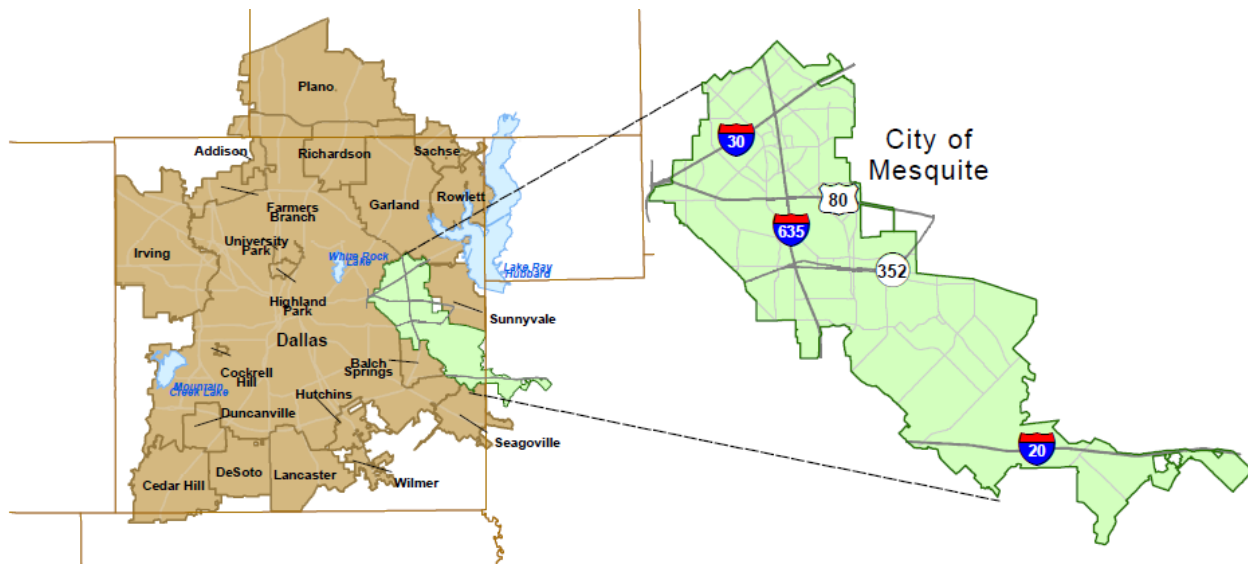 Plano.
Addison
Richardson
Sachse
Rowlett
Garland
Farmers
Branch
University
Park
Irving
White Rock
Lake
Lake Ray
Hubbard
Highland
Park
Sunnyvale
Dallas
Balch
Springs
Cockrell
Hill
Mountain
Creek Lake
Hutchins
Duncanville
Seagoville
DeSoto
Lancaster
Cedar Hill
Wilmer
City of
Mesquite
30
80
635
352
20